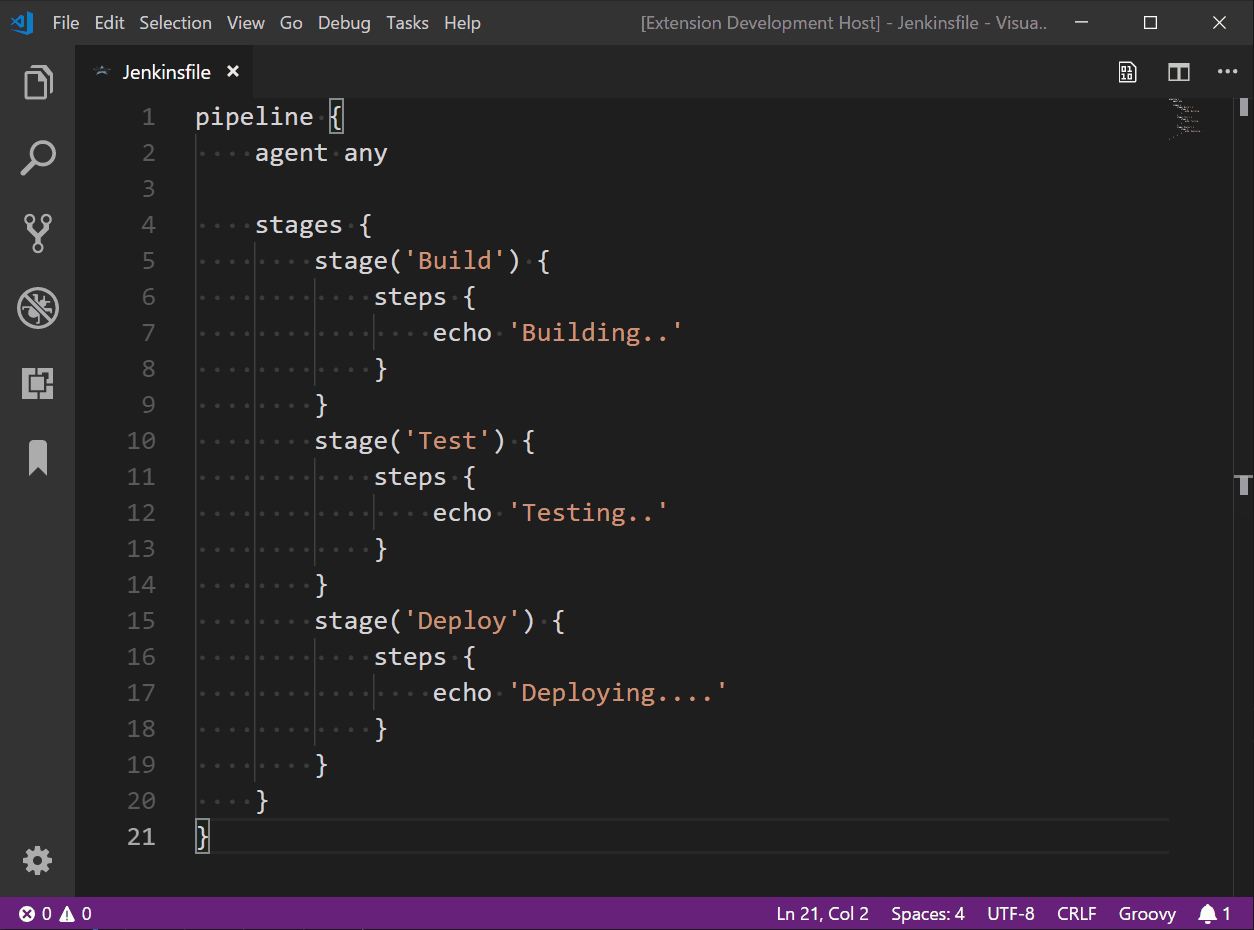 File Edit Selection View Go Debug Tasks Help [Extension Development Host] - Jenkinsfile - Visua..
Jenkinsfile
1 pipeline {
2     agent any
3
4     stages {
5         stage('Build') {
6             steps {
7                 echo 'Building..'
8             }
9         }
10         stage('Test') {
11             steps {
12                 echo 'Testing..'
13             }
14         }
15         stage('Deploy') {
16             steps {
17                 echo 'Deploying....'
18             }
19         }
20     }
21 }
0 0 Ln 21, Col 2 Spaces: 4 UTF-8 CRLF Groovy 1